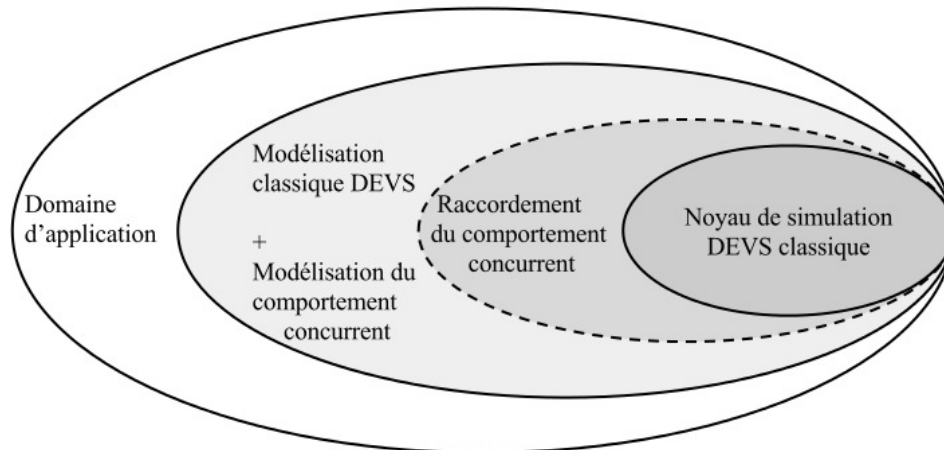 Domaine
d’application
Modélisation
classique DEVS
+
Modélisation du
comportement
concurrent
Raccordement
du comportement
concurrent
Noyau de simulation
DEVS classique